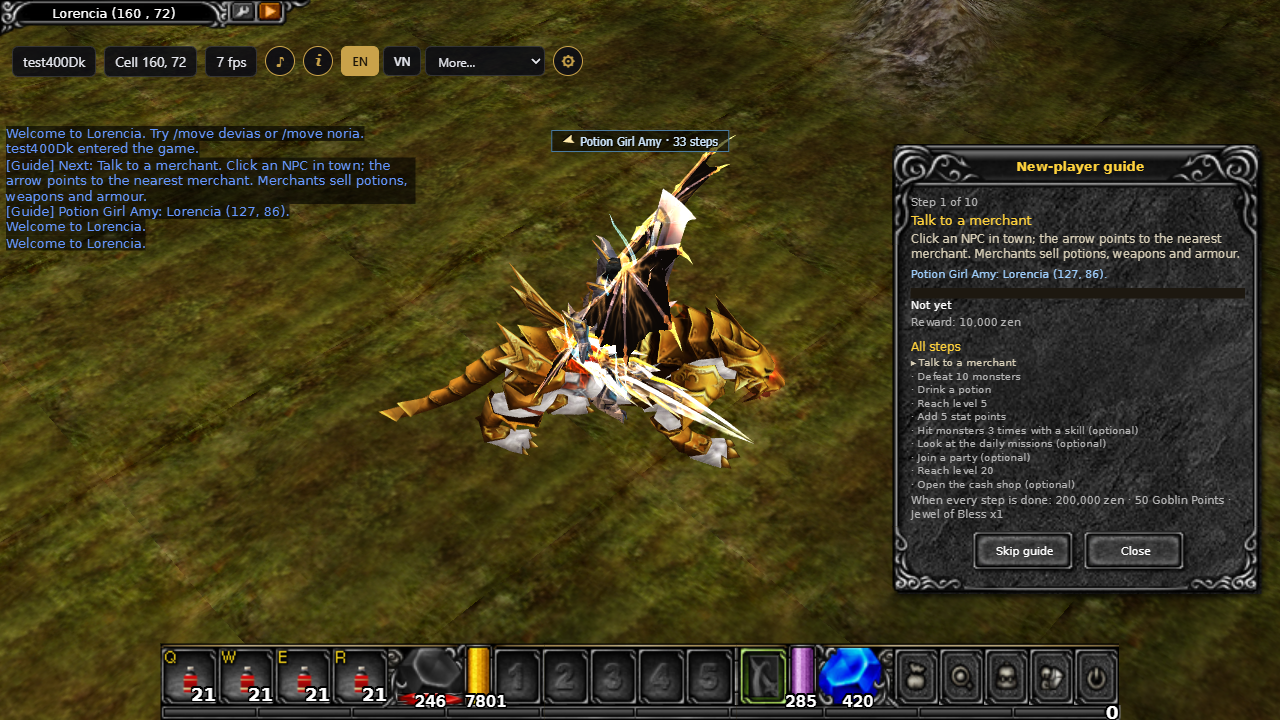 Lorencia (160 , 72)
test400Dk
Cell 160, 72
7 fps
♪
i
EN
VN
More...
Welcome to Lorencia. Try /move devias or /move noria.
test400Dk entered the game.
[Guide] Next: Talk to a merchant. Click an NPC in town; the
arrow points to the nearest merchant. Merchants sell potions,
weapons and armour.
[Guide] Potion Girl Amy: Lorencia (127, 86).
Welcome to Lorencia.
Welcome to Lorencia.
Potion Girl Amy · 33 steps
New-player guide
Step 1 of 10
Talk to a merchant
Click an NPC in town; the arrow points to the nearest
merchant. Merchants sell potions, weapons and armour.
Potion Girl Amy: Lorencia (127, 86).
Not yet
Reward: 10,000 zen
All steps
▸ Talk to a merchant
· Defeat 10 monsters
· Drink a potion
· Reach level 5
· Add 5 stat points
· Hit monsters 3 times with a skill (optional)
· Look at the daily missions (optional)
· Join a party (optional)
· Reach level 20
· Open the cash shop (optional)
When every step is done: 200,000 zen · 50 Goblin Points ·
Jewel of Bless x1
Skip guide
Close
Q
21
W
21
E
21
R
21
246
7801
1
2
3
4
5
285
420
0